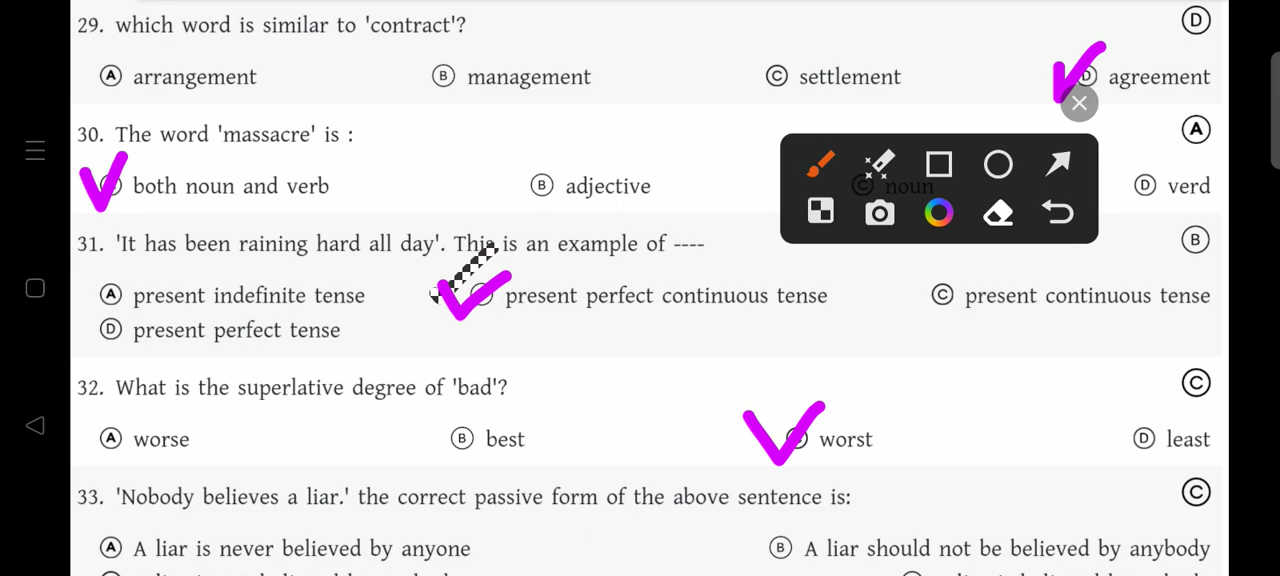 29. which word is similar to 'contract'? D
A arrangement B management C settlement D agreement
30. The word 'massacre' is : A
both noun and verb B adjective C noun D verd
31. 'It has been raining hard all day'. This is an example of ---- B
A present indefinite tense present perfect continuous tense C present continuous tense
D present perfect tense
32. What is the superlative degree of 'bad'? C
A worse B best C worst D least
33. 'Nobody believes a liar.' the correct passive form of the above sentence is: C
A A liar is never believed by anyone B A liar should not be believed by anybody